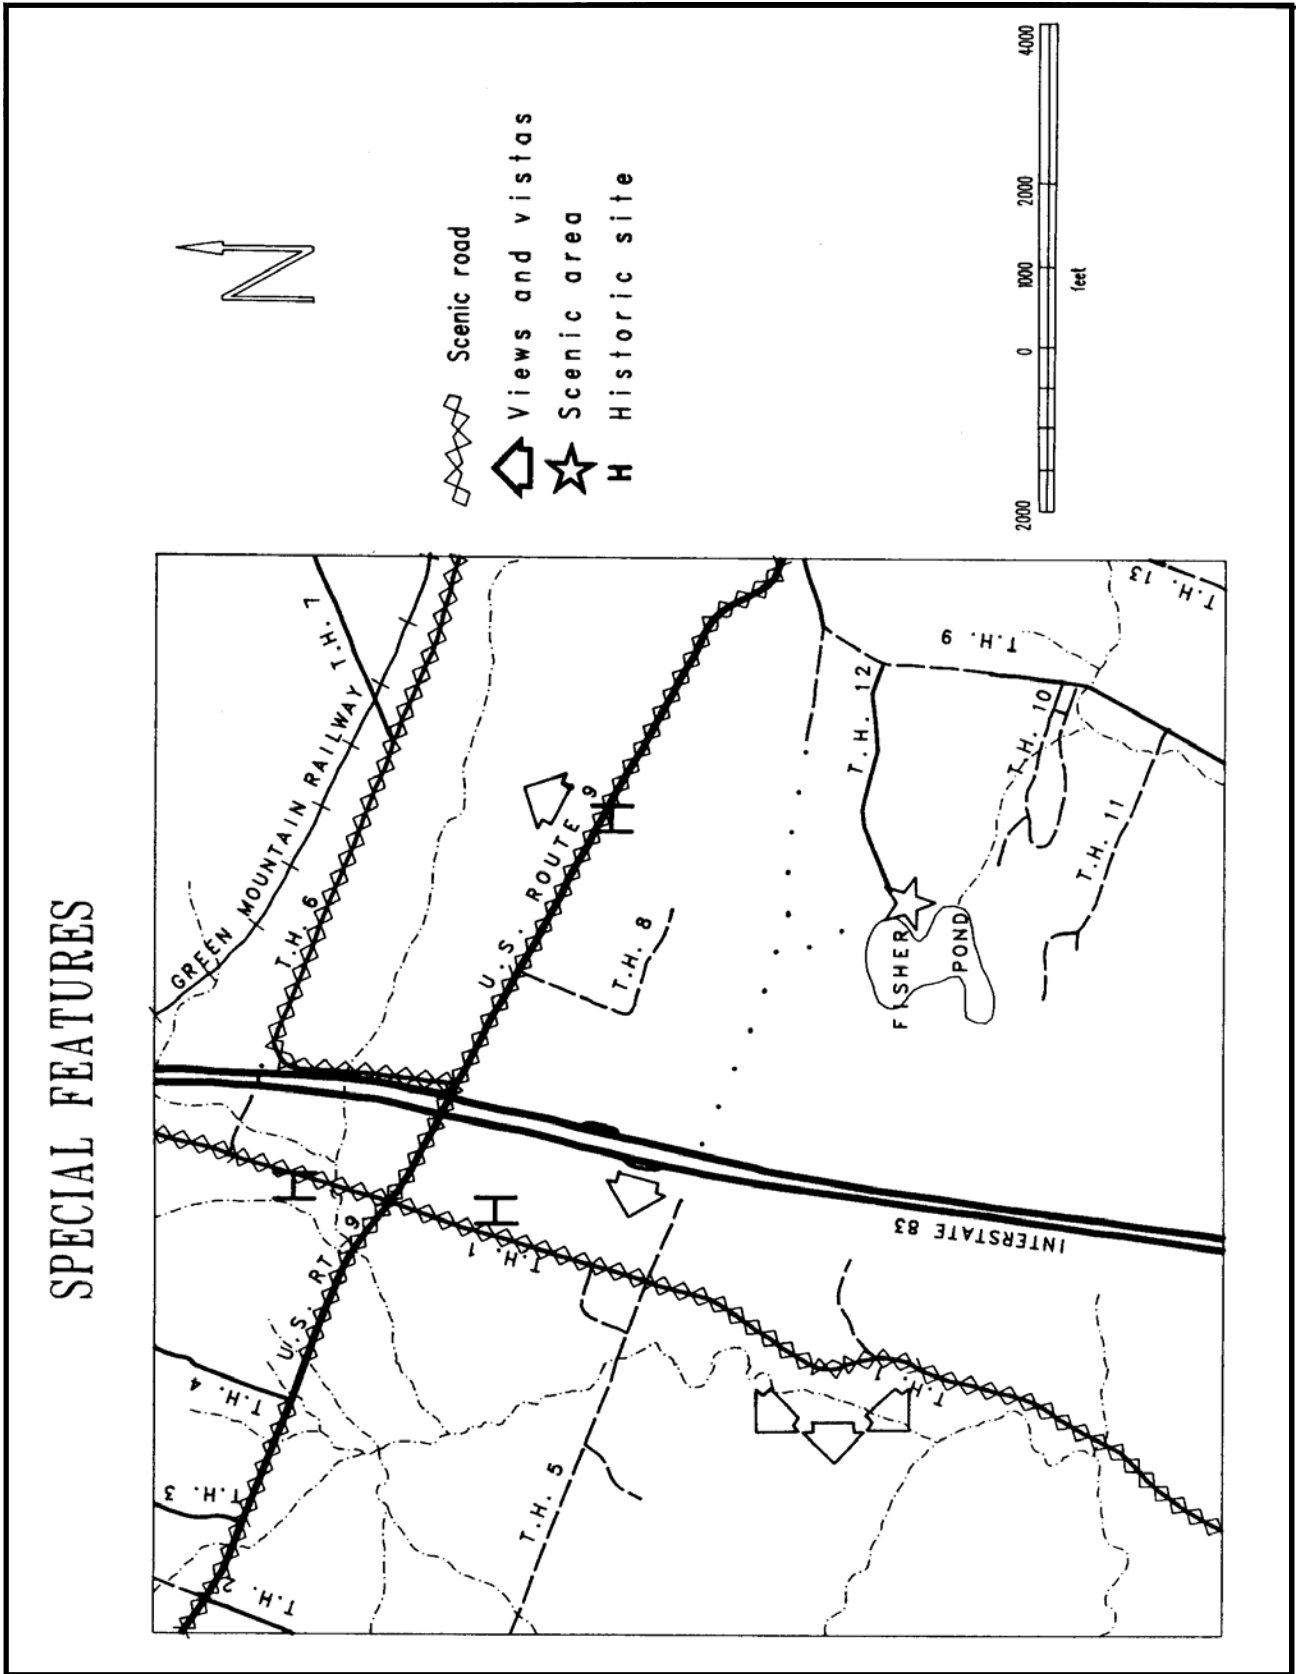 SPECIAL FEATURES
N
Scenic road
Views and vistas
Scenic area
H Historic site
2000 0 1000 2000 4000
feet
GREEN MOUNTAIN RAILWAY
T.H. 7
T.H. 6
U.S. ROUTE 9
H
T.H. 8
T.H. 12
T.H. 9
T.H. 13
T.H. 10
T.H. 11
FISHER
POND
INTERSTATE 83
H
H
T.H. 1
U.S. RT. 9
T.H. 4
T.H. 3
T.H. 2
T.H. 5
T.H. 1